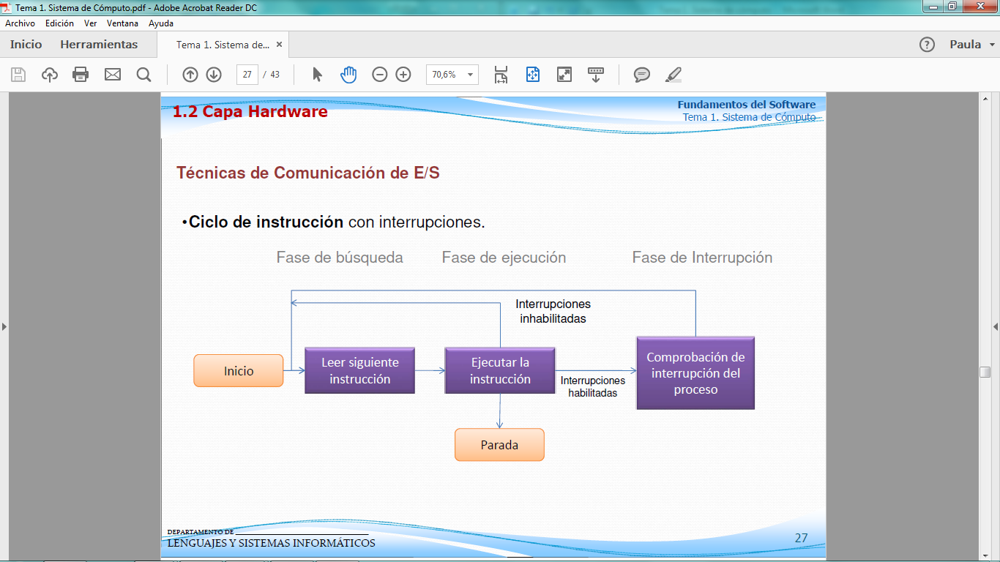 Tema 1. Sistema de Cómputo.pdf - Adobe Acrobat Reader DC
Archivo Edición Ver Ventana Ayuda
Inicio Herramientas Tema 1. Sistema de... × ? Paula
27 / 43 70,6%
1.2 Capa Hardware
Fundamentos del Software
Tema 1. Sistema de Cómputo
Técnicas de Comunicación de E/S
•Ciclo de instrucción con interrupciones.
Fase de búsqueda Fase de ejecución Fase de Interrupción
Interrupciones
inhabilitadas
Inicio
Leer siguiente
instrucción
Ejecutar la
instrucción
Interrupciones
habilitadas
Comprobación de
interrupción del
proceso
Parada
DEPARTAMENTO DE
LENGUAJES Y SISTEMAS INFORMÁTICOS
27